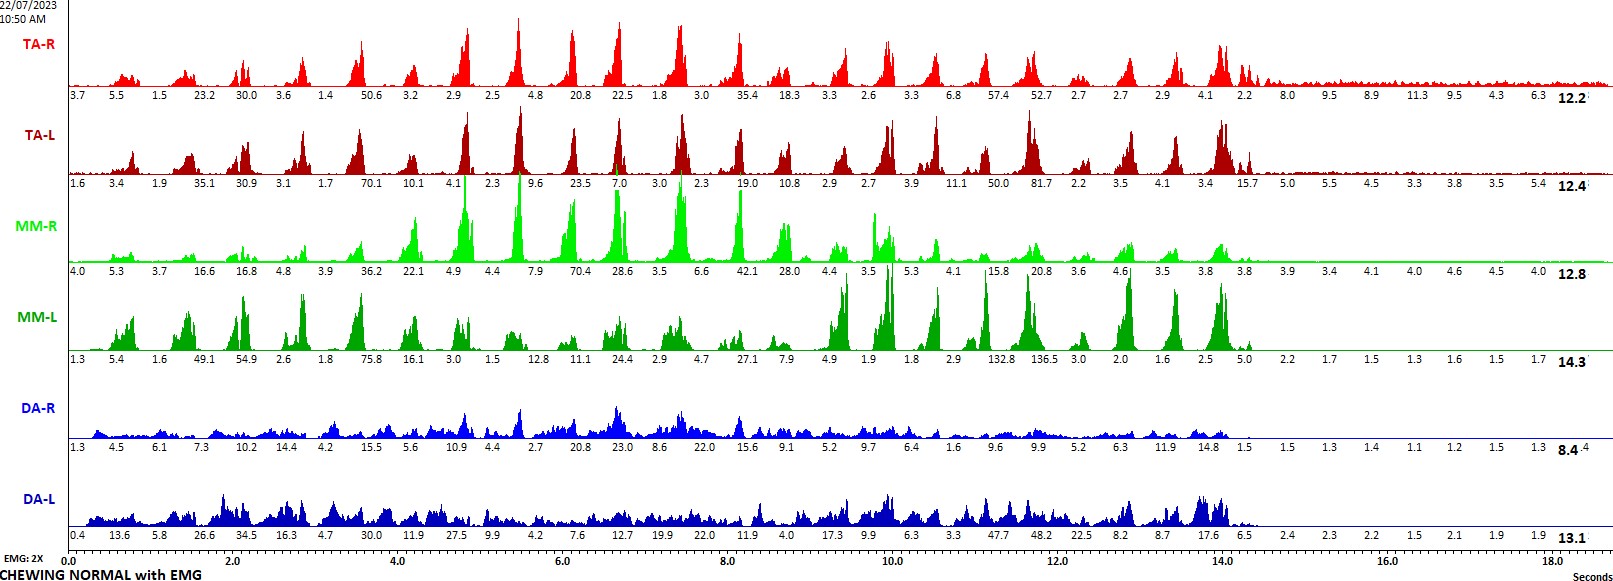 22/07/2023
10:50 AM
TA-R
3.7 5.5 1.5 23.2 30.0 3.6 1.4 50.6 3.2 2.9 2.5 4.8 20.8 22.5 1.8 3.0 35.4 18.3 3.3 2.6 3.3 6.8 57.4 52.7 2.7 2.7 2.9 4.1 2.2 8.0 9.5 8.9 11.3 9.5 4.3 6.3 12.2
TA-L
1.6 3.4 1.9 35.1 30.9 3.1 1.7 70.1 10.1 4.1 2.3 9.6 23.5 7.0 3.0 2.3 19.0 10.8 2.9 2.7 3.9 11.1 50.0 81.7 2.2 3.5 4.1 3.4 15.7 5.0 5.5 4.5 3.3 3.8 3.5 5.4 12.4
MM-R
4.0 5.3 3.7 16.6 16.8 4.8 3.9 36.2 22.1 4.9 4.4 7.9 70.4 28.6 3.5 6.6 42.1 28.0 4.4 3.5 5.3 4.1 15.8 20.8 3.6 4.6 3.5 3.8 3.8 3.9 3.4 4.1 4.0 4.6 4.5 4.0 12.8
MM-L
1.3 5.4 1.6 49.1 54.9 2.6 1.8 75.8 16.1 3.0 1.5 12.8 11.1 24.4 2.9 4.7 27.1 7.9 4.9 1.9 1.8 2.9 132.8 136.5 3.0 2.0 1.6 2.5 5.0 2.2 1.7 1.5 1.3 1.6 1.5 1.7 14.3
DA-R
1.3 4.5 6.1 7.3 10.2 14.4 4.2 15.5 5.6 10.9 4.4 2.7 20.8 23.0 8.6 22.0 15.6 9.1 5.2 9.7 6.4 1.6 9.6 9.9 5.2 6.3 11.9 14.8 1.5 1.5 1.3 1.4 1.1 1.2 1.5 1.3 8.4 .4
DA-L
0.4 13.6 5.8 26.6 34.5 16.3 4.7 30.0 11.9 27.5 9.9 4.2 7.6 12.7 19.9 22.0 11.9 4.0 17.3 9.9 6.3 3.3 47.7 48.2 22.5 8.2 8.7 17.6 6.5 2.4 2.3 2.2 1.5 2.1 1.9 1.9 13.1
EMG: 2X 0.0 2.0 4.0 6.0 8.0 10.0 12.0 14.0 16.0 18.0
CHEWING NORMAL with EMG Seconds